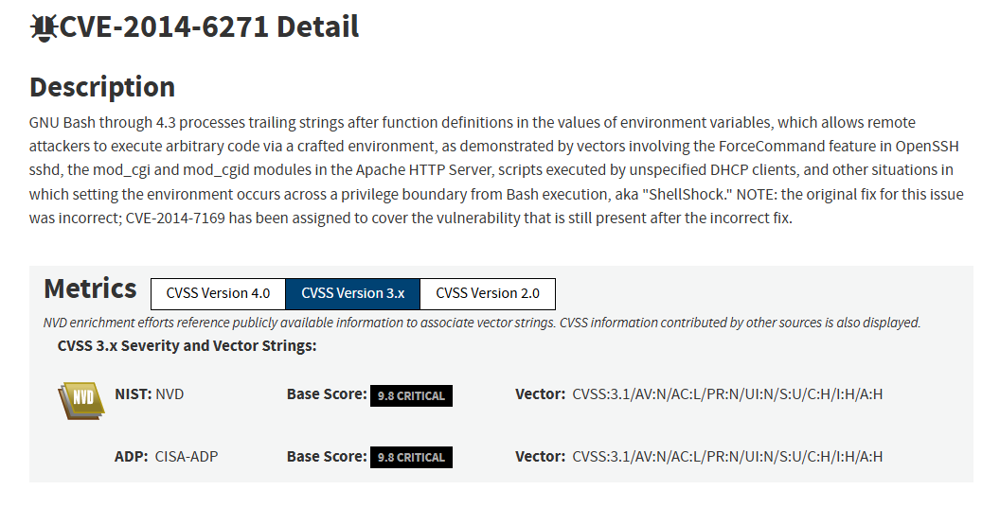 CVE-2014-6271 Detail
Description
GNU Bash through 4.3 processes trailing strings after function definitions in the values of environment variables, which allows remote
attackers to execute arbitrary code via a crafted environment, as demonstrated by vectors involving the ForceCommand feature in OpenSSH
sshd, the mod_cgi and mod_cgid modules in the Apache HTTP Server, scripts executed by unspecified DHCP clients, and other situations in
which setting the environment occurs across a privilege boundary from Bash execution, aka "ShellShock." NOTE: the original fix for this issue
was incorrect; CVE-2014-7169 has been assigned to cover the vulnerability that is still present after the incorrect fix.
Metrics CVSS Version 4.0 CVSS Version 3.x CVSS Version 2.0
NVD enrichment efforts reference publicly available information to associate vector strings. CVSS information contributed by other sources is also displayed.
CVSS 3.x Severity and Vector Strings:
NVD NIST: NVD Base Score: 9.8 CRITICAL Vector: CVSS:3.1/AV:N/AC:L/PR:N/UI:N/S:U/C:H/I:H/A:H
ADP: CISA-ADP Base Score: 9.8 CRITICAL Vector: CVSS:3.1/AV:N/AC:L/PR:N/UI:N/S:U/C:H/I:H/A:H